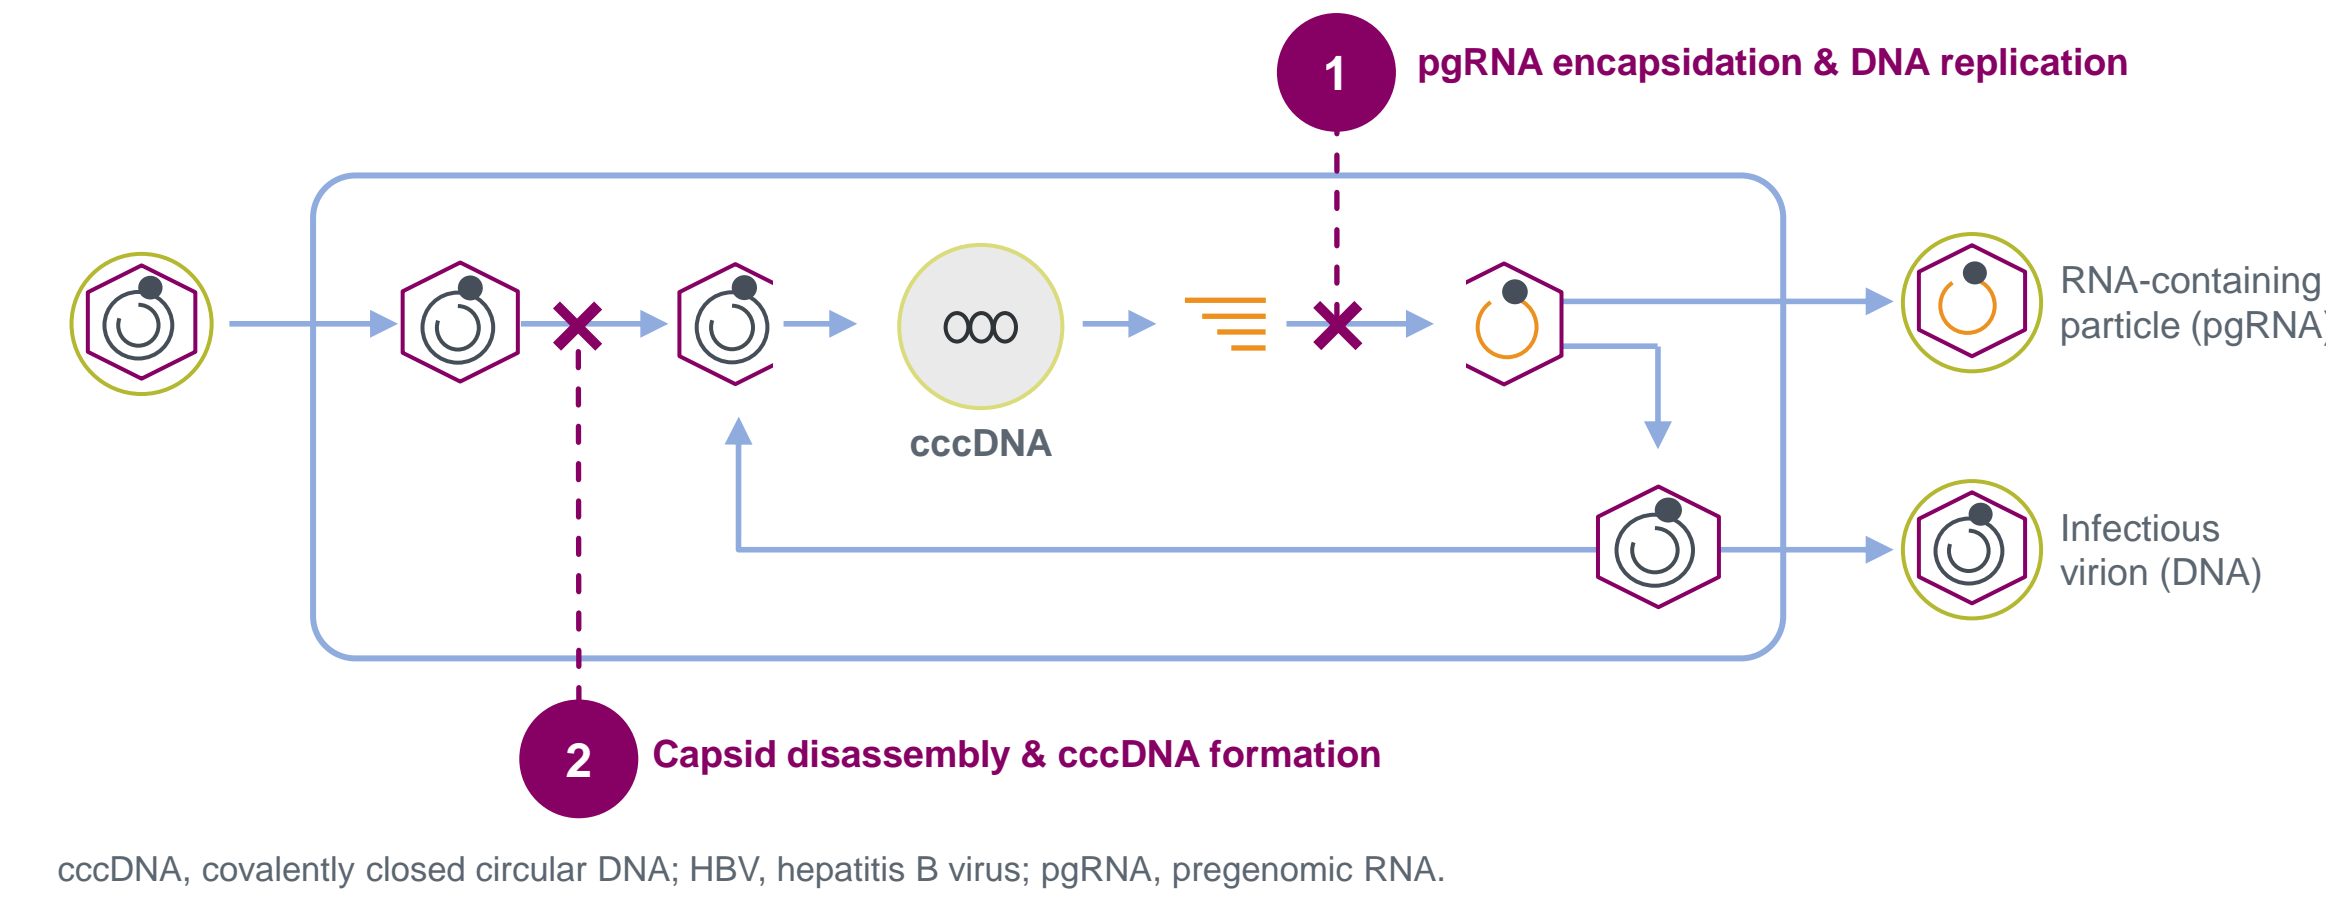 1
pgRNA encapsidation & DNA replication
RNA-containing
particle (pgRNA)
cccDNA
Infectious
virion (DNA)
2
Capsid disassembly & cccDNA formation
cccDNA, covalently closed circular DNA; HBV, hepatitis B virus; pgRNA, pregenomic RNA.